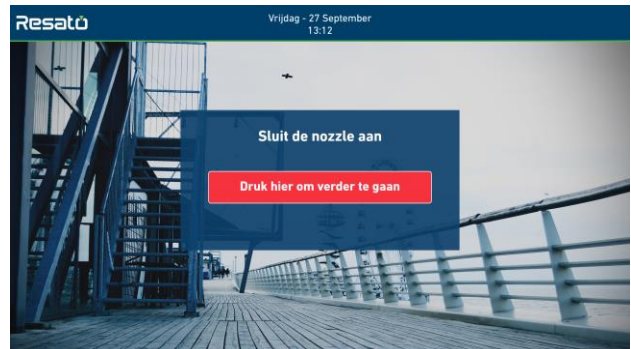 Resato
Vrijdag - 27 September
13:12
Sluit de nozzle aan
Druk hier om verder te gaan